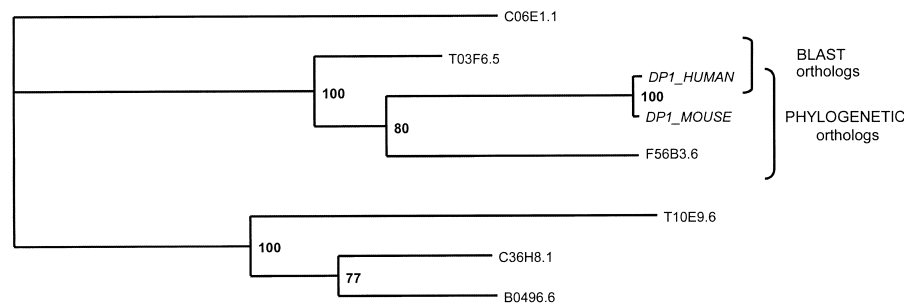 C06E1.1
T03F6.5
BLAST
orthologs
DP1_HUMAN
100
100
DP1_MOUSE
PHYLOGENETIC
orthologs
80
F56B3.6
T10E9.6
100
C36H8.1
77
B0496.6